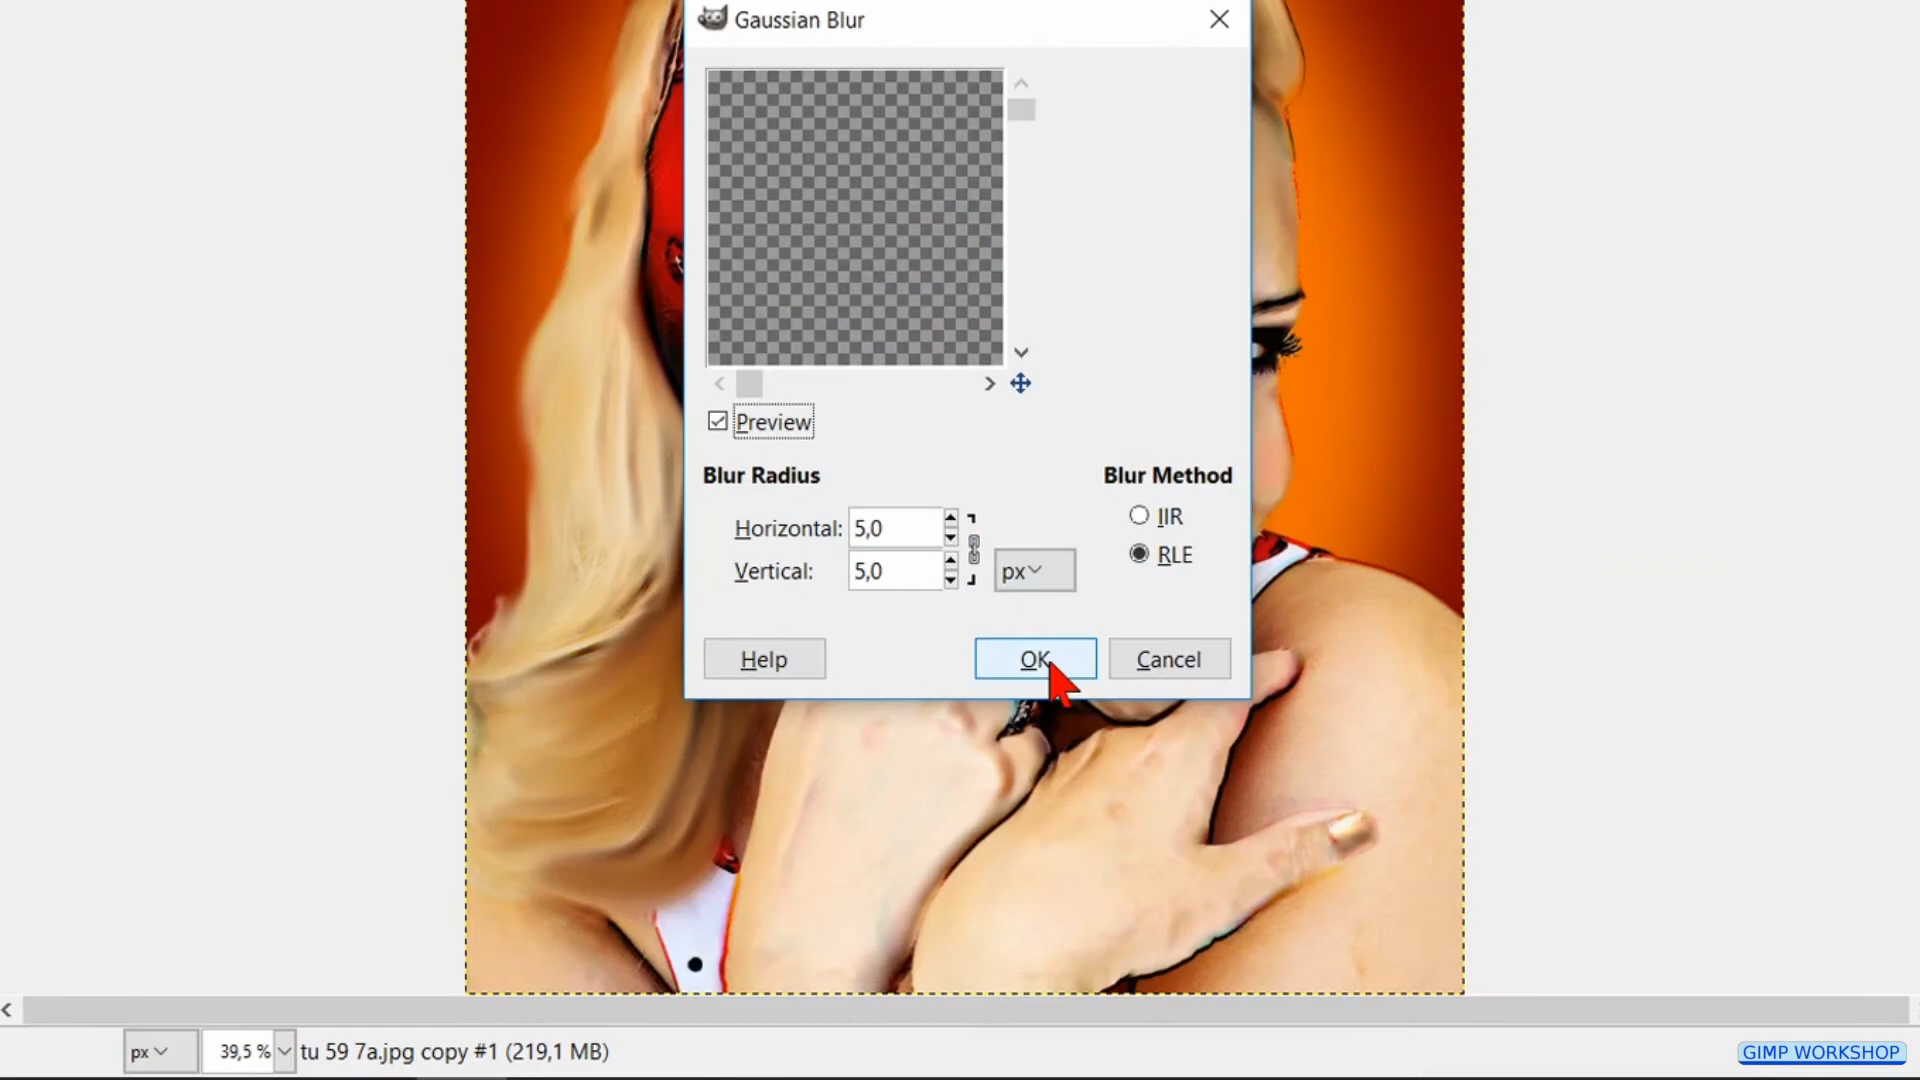 Gaussian Blur
Preview
Blur Radius
Blur Method
Horizontal: 5,0
IIR
RLE
Vertical: 5,0
px
Help
OK
Cancel
px
39,5 %
tu 59 7a.jpg copy #1 (219,1 MB)
GIMP WORKSHOP